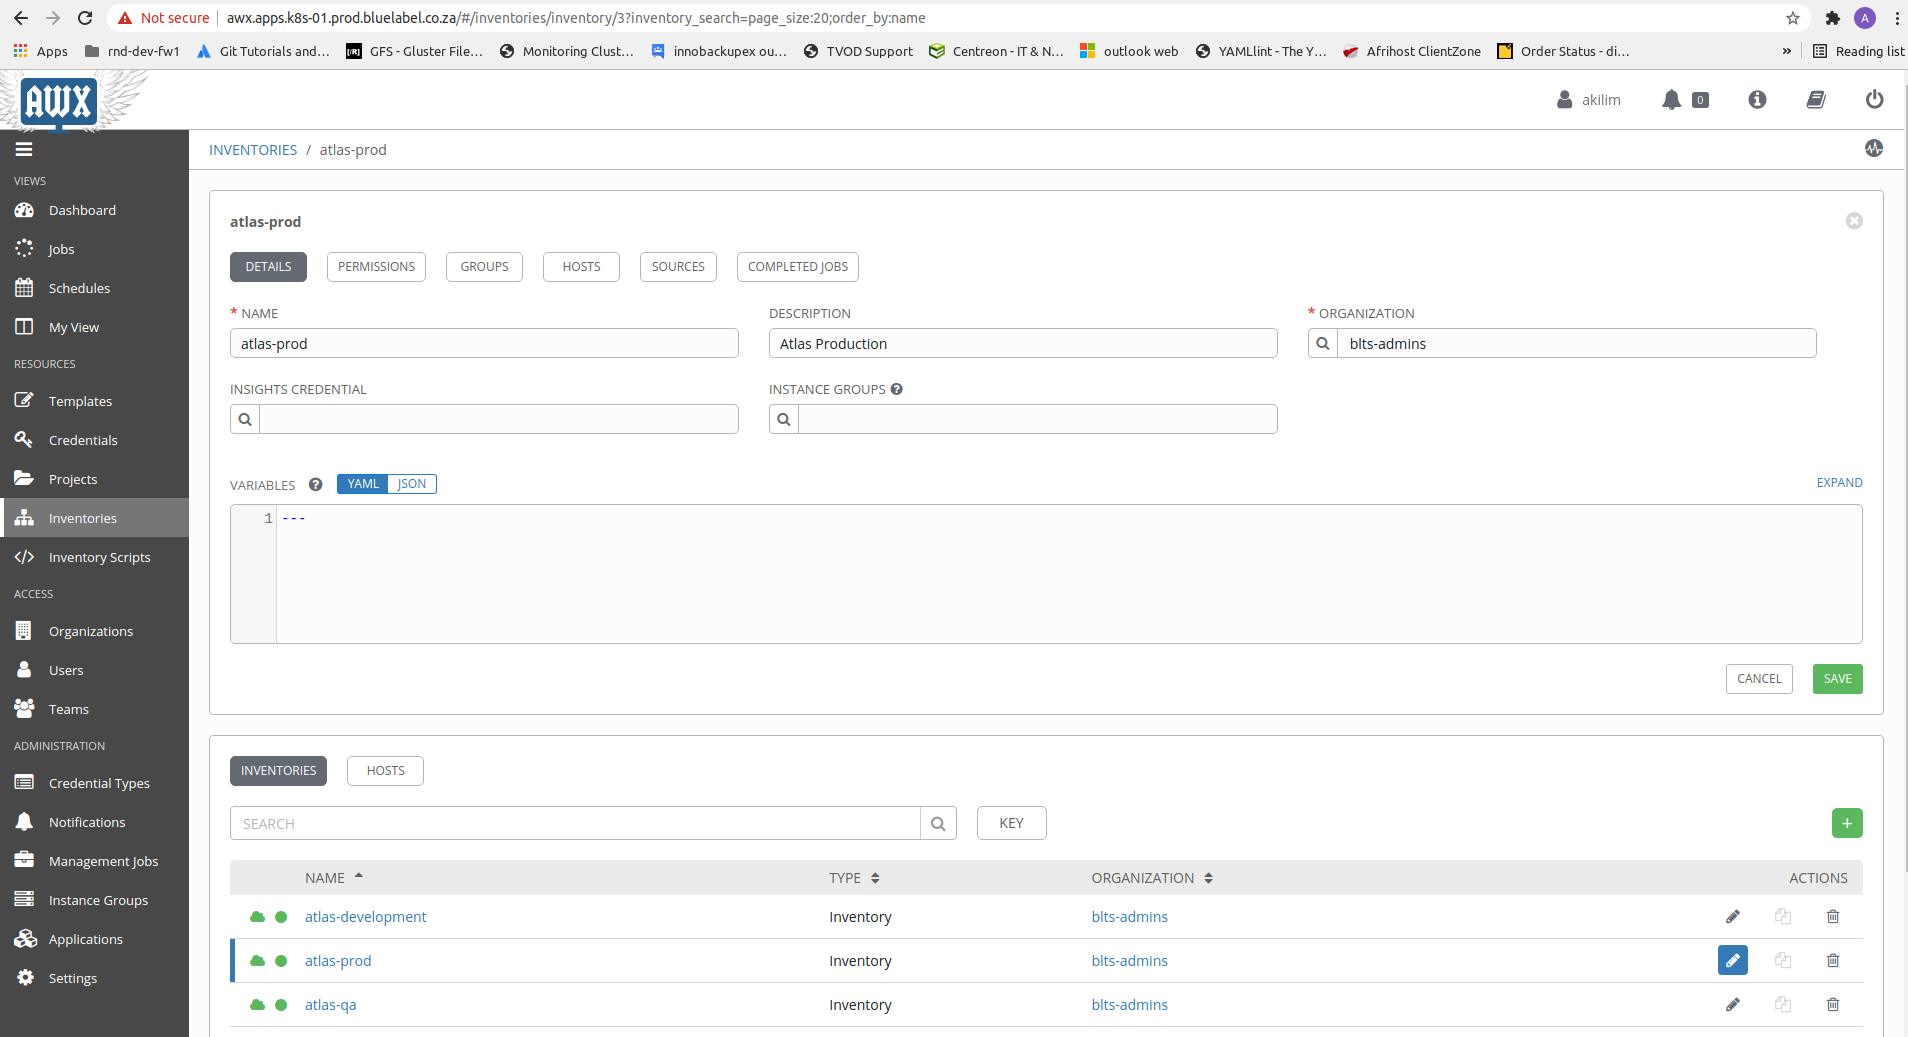 Not secure awx.apps.k8s-01.prod.bluelabel.co.za/#/inventories/inventory/3?inventory_search=page_size:20;order_by:name A
Apps rnd-dev-fw1 Git Tutorials and... [/R] GFS - Gluster File... Monitoring Clust... innobackupex ou... TVOD Support Centreon - IT & N... outlook web YAMLlint - The Y... Afrihost ClientZone Order Status - di... » Reading list
AWX
akilim 0
INVENTORIES / atlas-prod
VIEWS
Dashboard
Jobs
Schedules
My View
RESOURCES
Templates
Credentials
Projects
Inventories
Inventory Scripts
ACCESS
Organizations
Users
Teams
ADMINISTRATION
Credential Types
Notifications
Management Jobs
Instance Groups
Applications
Settings
atlas-prod
DETAILS PERMISSIONS GROUPS HOSTS SOURCES COMPLETED JOBS
* NAME DESCRIPTION * ORGANIZATION
atlas-prod Atlas Production blts-admins
INSIGHTS CREDENTIAL INSTANCE GROUPS ?
VARIABLES ? YAML JSON EXPAND
1 ---
CANCEL SAVE
INVENTORIES HOSTS
SEARCH KEY +
NAME TYPE ORGANIZATION ACTIONS
atlas-development Inventory blts-admins
atlas-prod Inventory blts-admins
atlas-qa Inventory blts-admins